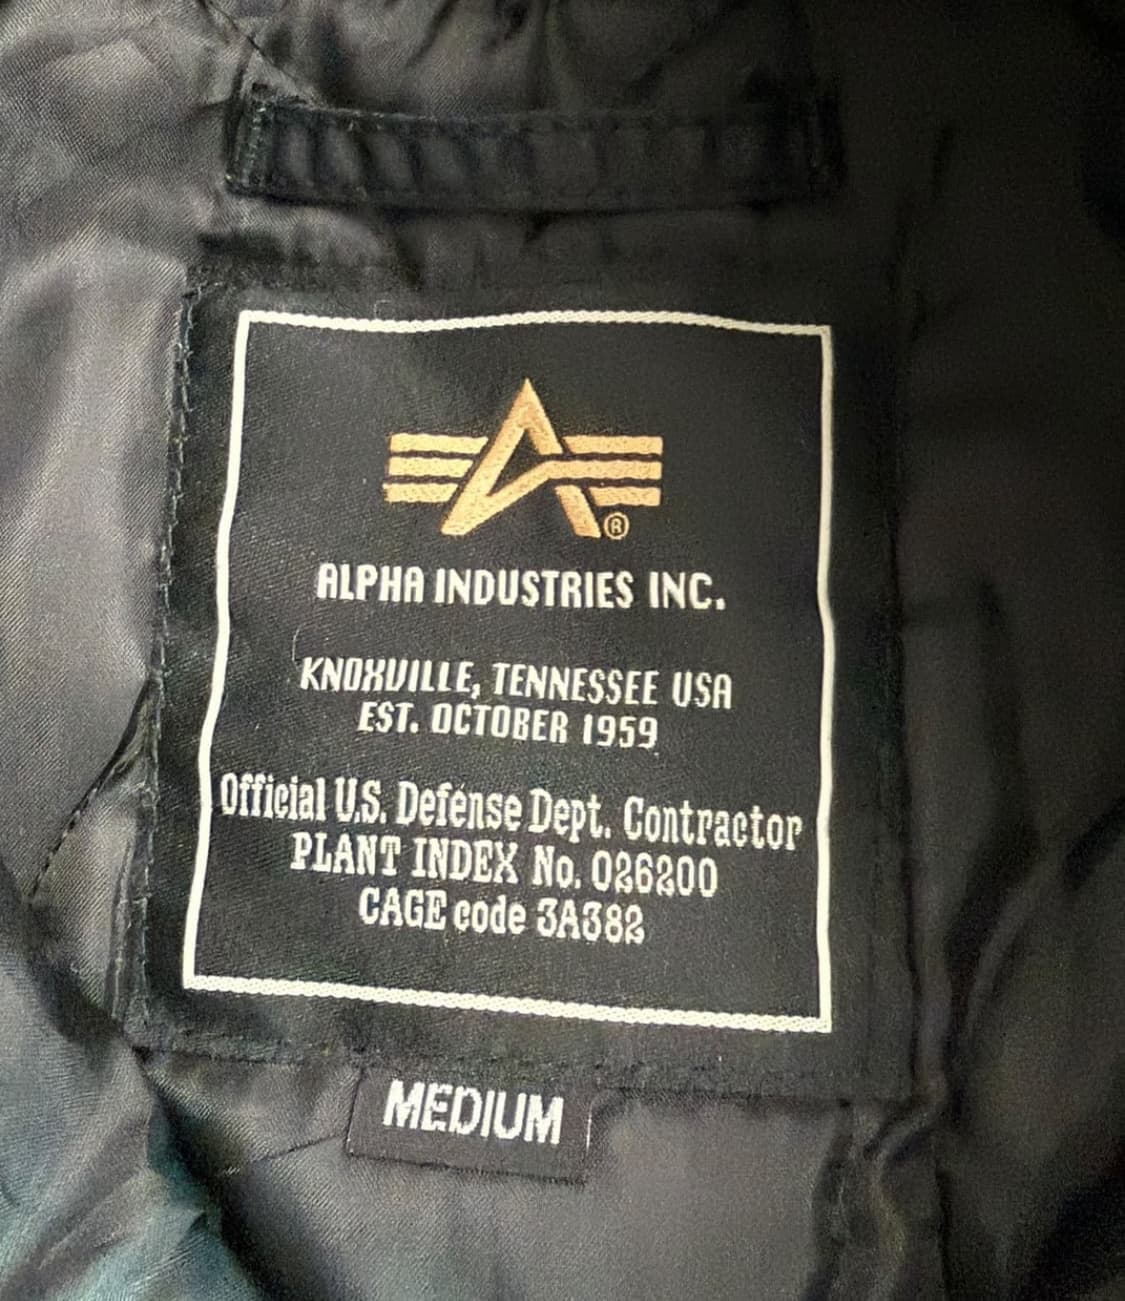 ®
ALPHA INDUSTRIES INC.
KNOXVILLE, TENNESSEE USA
EST. OCTOBER 1959
Official U.S. Defense Dept. Contractor
PLANT INDEX No. 026200
CAGE code 3A382
MEDIUM